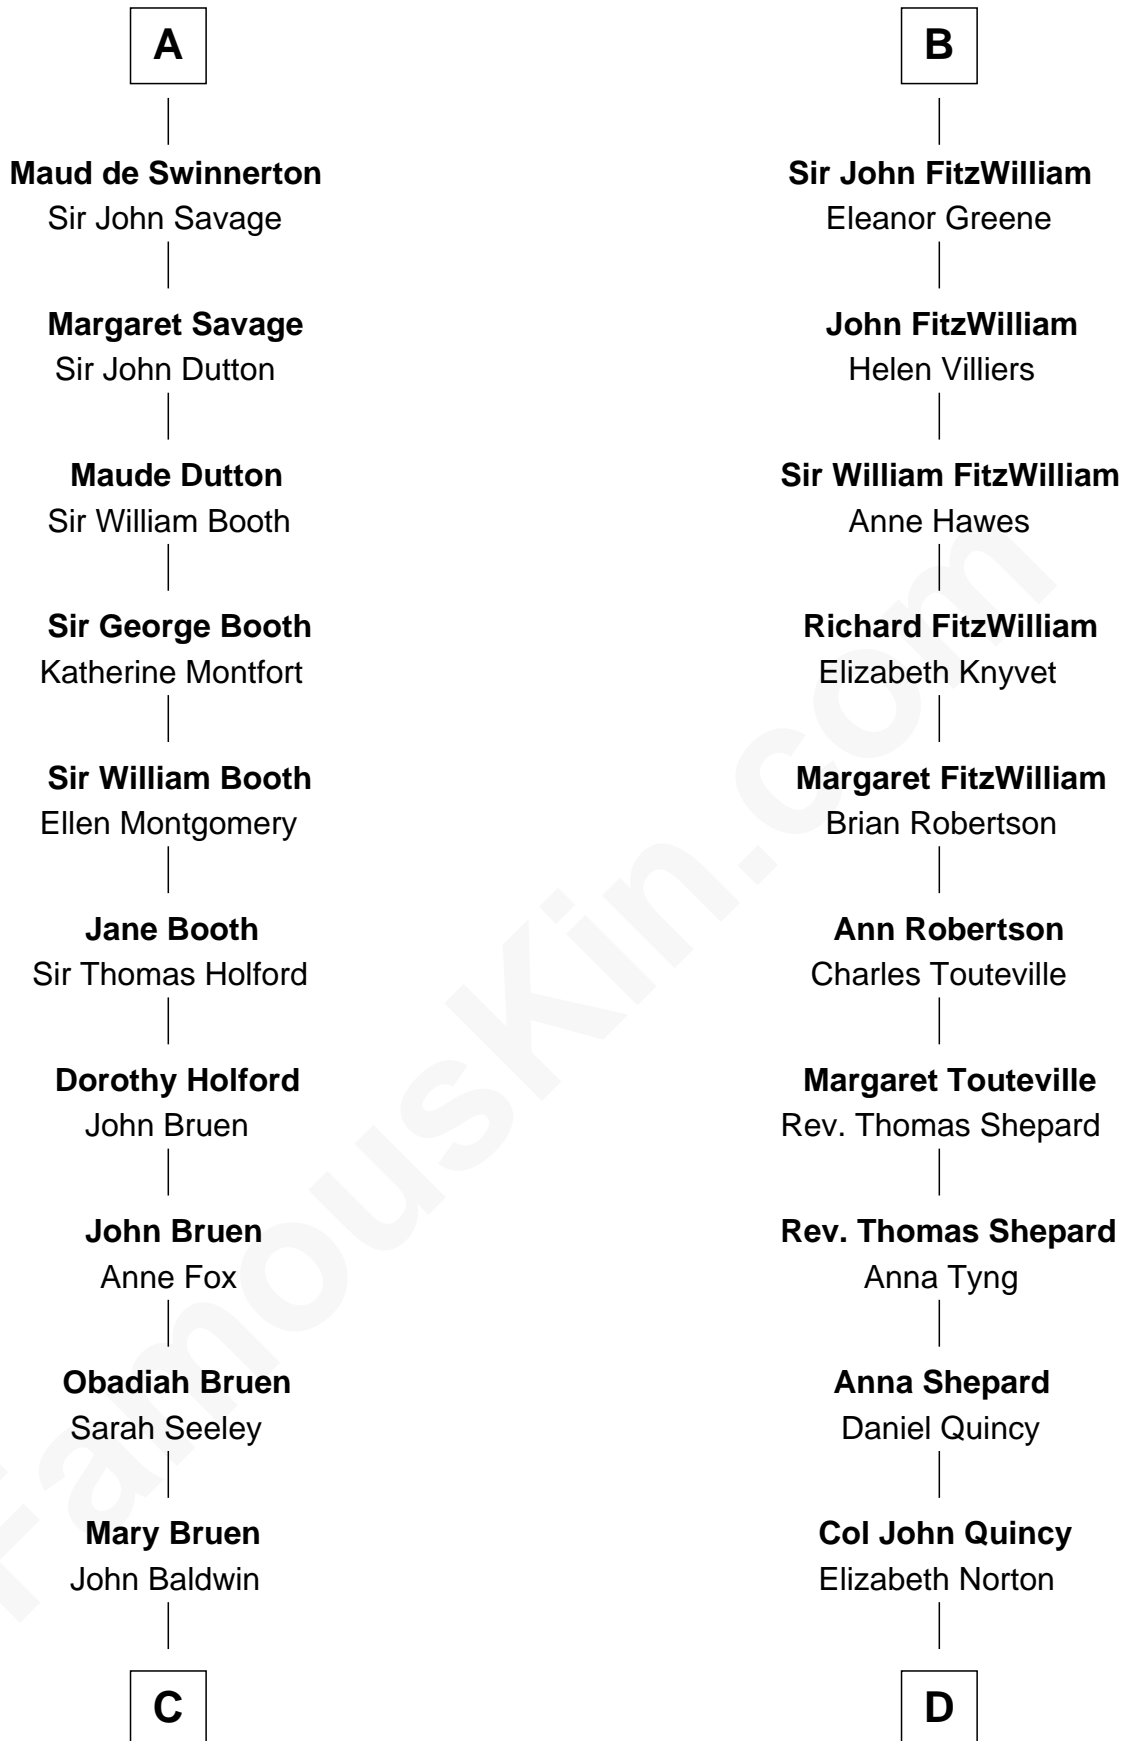 A
Maud de Swinnerton
Sir John Savage
Margaret Savage
Sir John Dutton
Maude Dutton
Sir William Booth
Sir George Booth
Katherine Montfort
Sir William Booth
Ellen Montgomery
Jane Booth
Sir Thomas Holford
Dorothy Holford
John Bruen
John Bruen
Anne Fox
Obadiah Bruen
Sarah Seeley
Mary Bruen
John Baldwin
C
B
Sir John FitzWilliam
Eleanor Greene
John FitzWilliam
Helen Villiers
Sir William FitzWilliam
Anne Hawes
Richard FitzWilliam
Elizabeth Knyvet
Margaret FitzWilliam
Brian Robertson
Ann Robertson
Charles Touteville
Margaret Touteville
Rev. Thomas Shepard
Rev. Thomas Shepard
Anna Tyng
Anna Shepard
Daniel Quincy
Col John Quincy
Elizabeth Norton
D
FamousKin.com